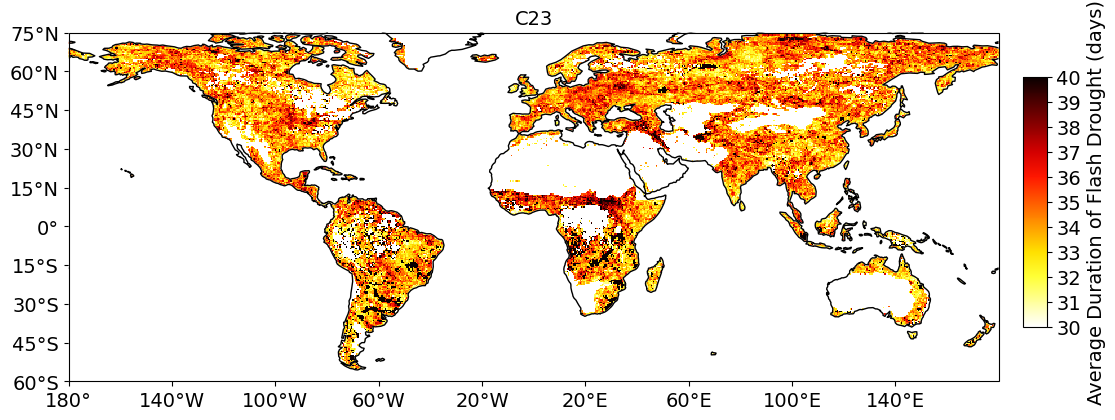 C23
75°N
60°N
45°N
30°N
15°N
0°
15°S
30°S
45°S
60°S
180°
140°W
100°W
60°W
20°W
20°E
60°E
100°E
140°E
40
39
38
37
36
35
34
33
32
31
30
Average Duration of Flash Drought (days)